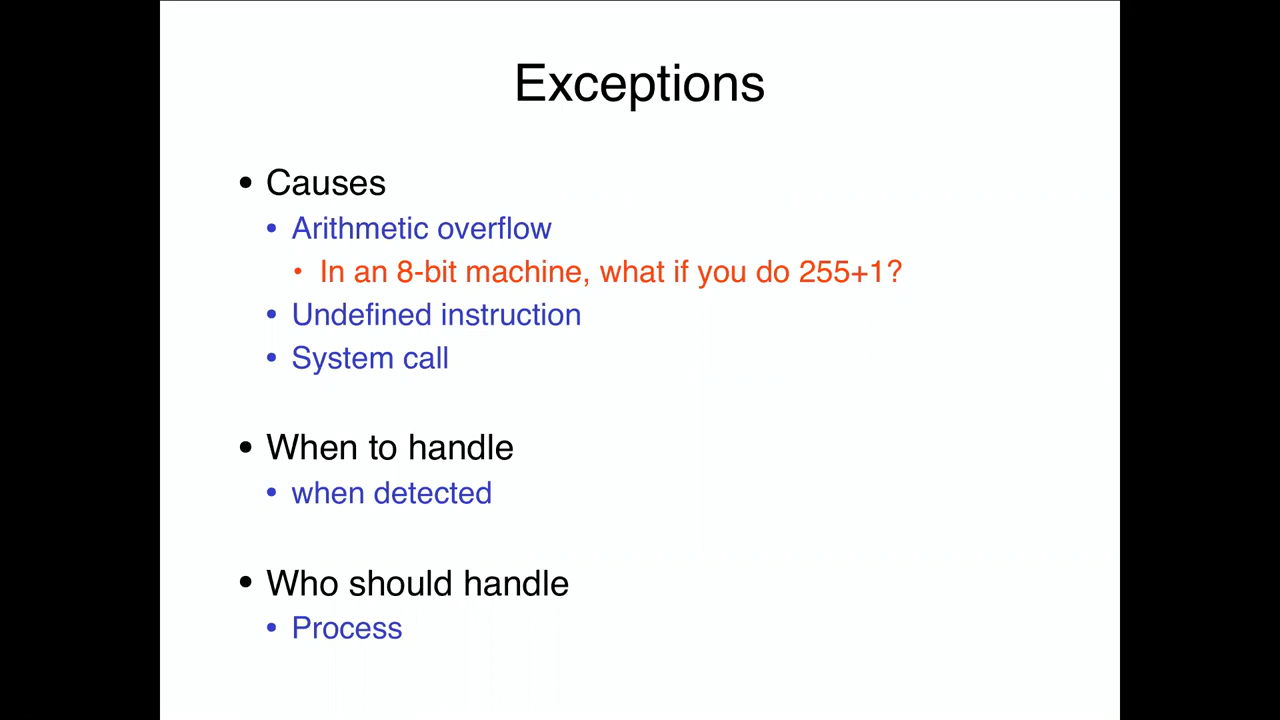 Exceptions
• Causes
• Arithmetic overflow
• In an 8-bit machine, what if you do 255+1?
• Undefined instruction
• System call
• When to handle
• when detected
• Who should handle
• Process